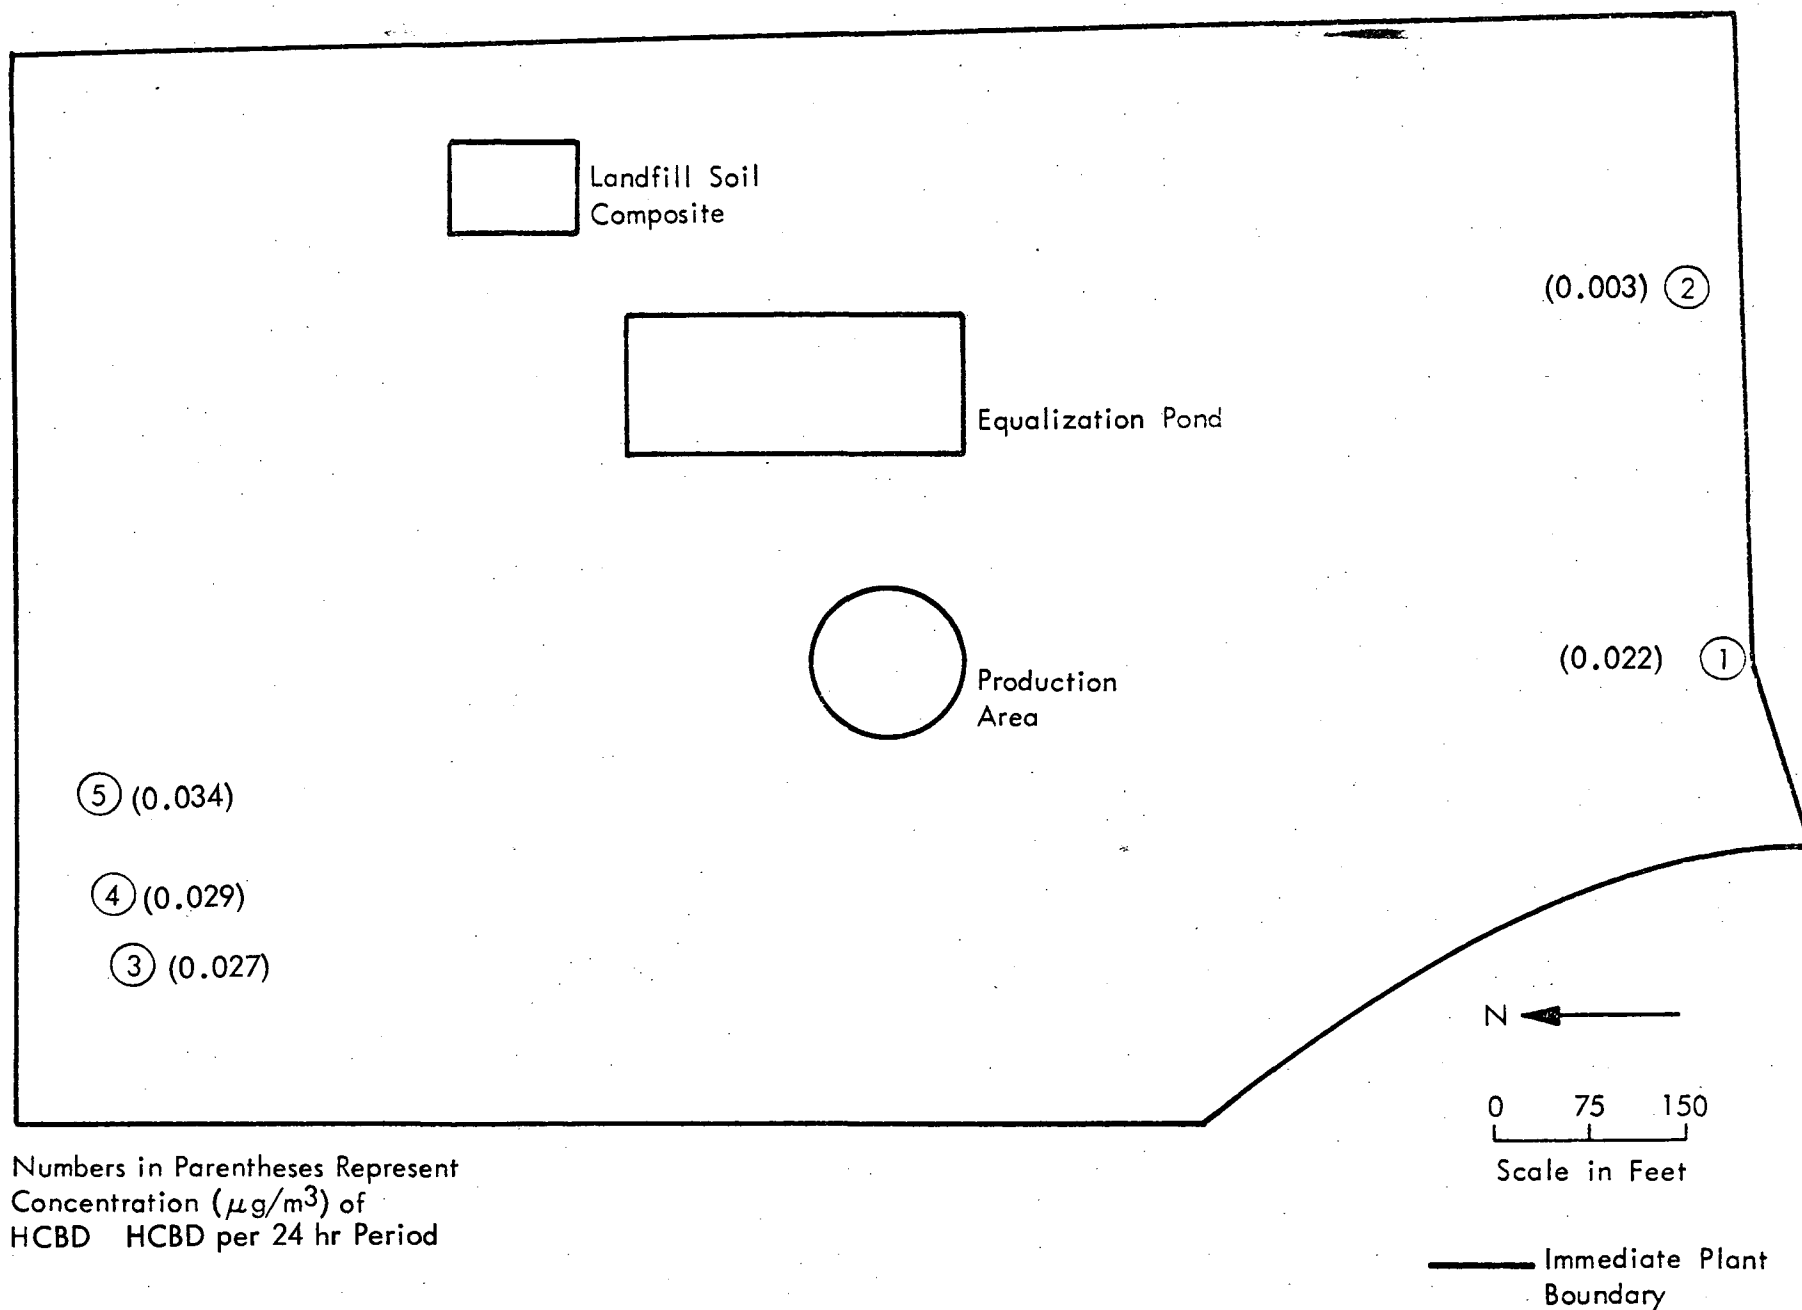 Landfill Soil
Composite
(0.003) 2
Equalization Pond
(0.022) 1
Production
Area
5 (0.034)
4 (0.029)
3 (0.027)
N
0 75 150
Scale in Feet
Numbers in Parentheses Represent
Concentration (μg/m³) of
HCBD HCBD per 24 hr Period
Immediate Plant
Boundary